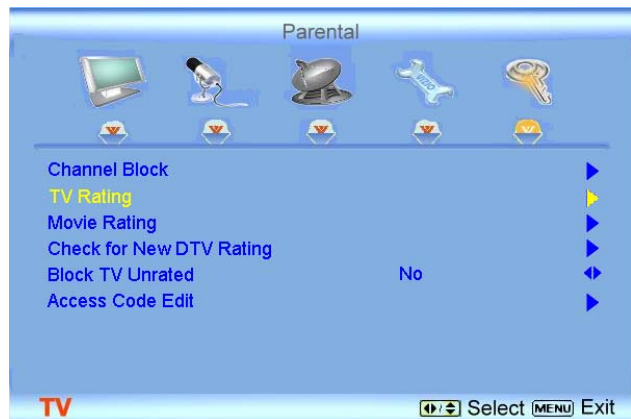 Parental
VIZIO
Channel Block
TV Rating
Movie Rating
Check for New DTV Rating
Block TV Unrated No
Access Code Edit
TV Select MENU Exit